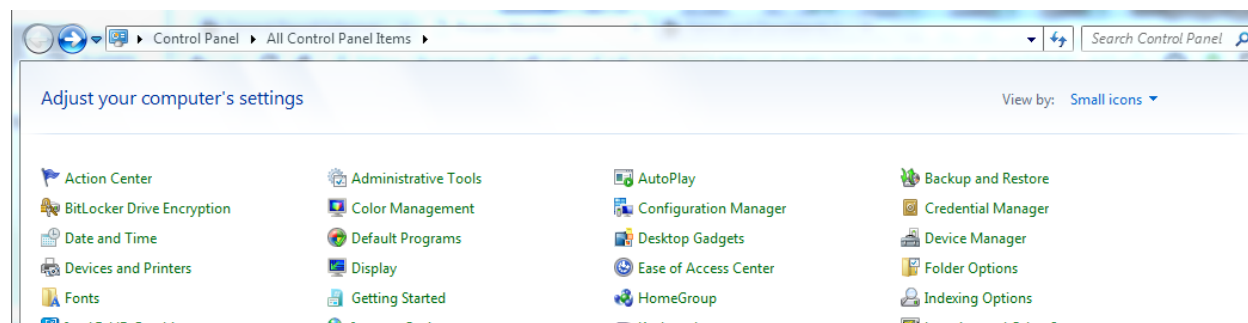 Control Panel All Control Panel Items Search Control Panel
Adjust your computer's settings View by: Small icons
Action Center Administrative Tools AutoPlay Backup and Restore
BitLocker Drive Encryption Color Management Configuration Manager Credential Manager
Date and Time Default Programs Desktop Gadgets Device Manager
Devices and Printers Display Ease of Access Center Folder Options
Fonts Getting Started HomeGroup Indexing Options